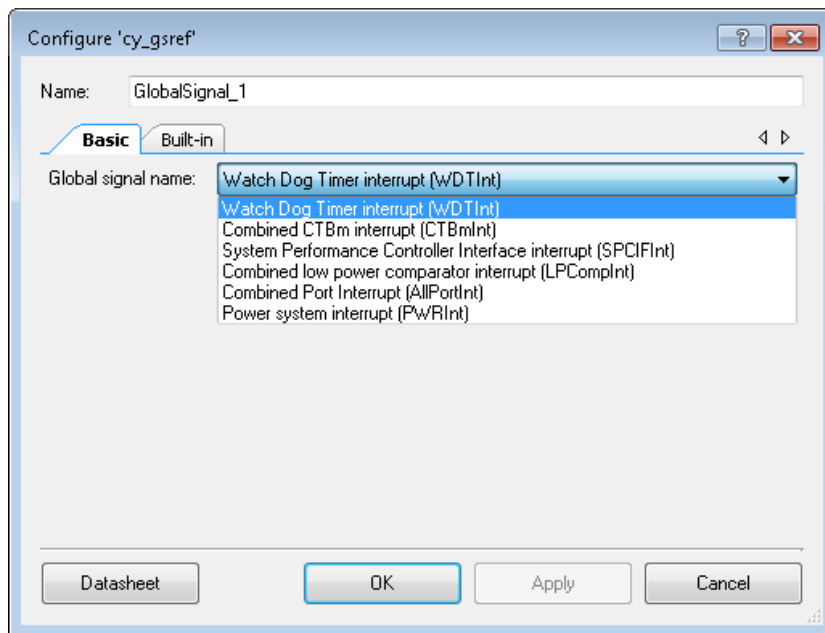 Configure 'cy_gsref'
Name: GlobalSignal_1
Basic Built-in
Global signal name: Watch Dog Timer interrupt (WDTInt)
Watch Dog Timer interrupt (WDTInt)
Combined CTBm interrupt (CTBmInt)
System Performance Controller Interface interrupt (SPCIFInt)
Combined low power comparator interrupt (LPCompInt)
Combined Port Interrupt (AllPortInt)
Power system interrupt (PWRInt)
Datasheet OK Apply Cancel